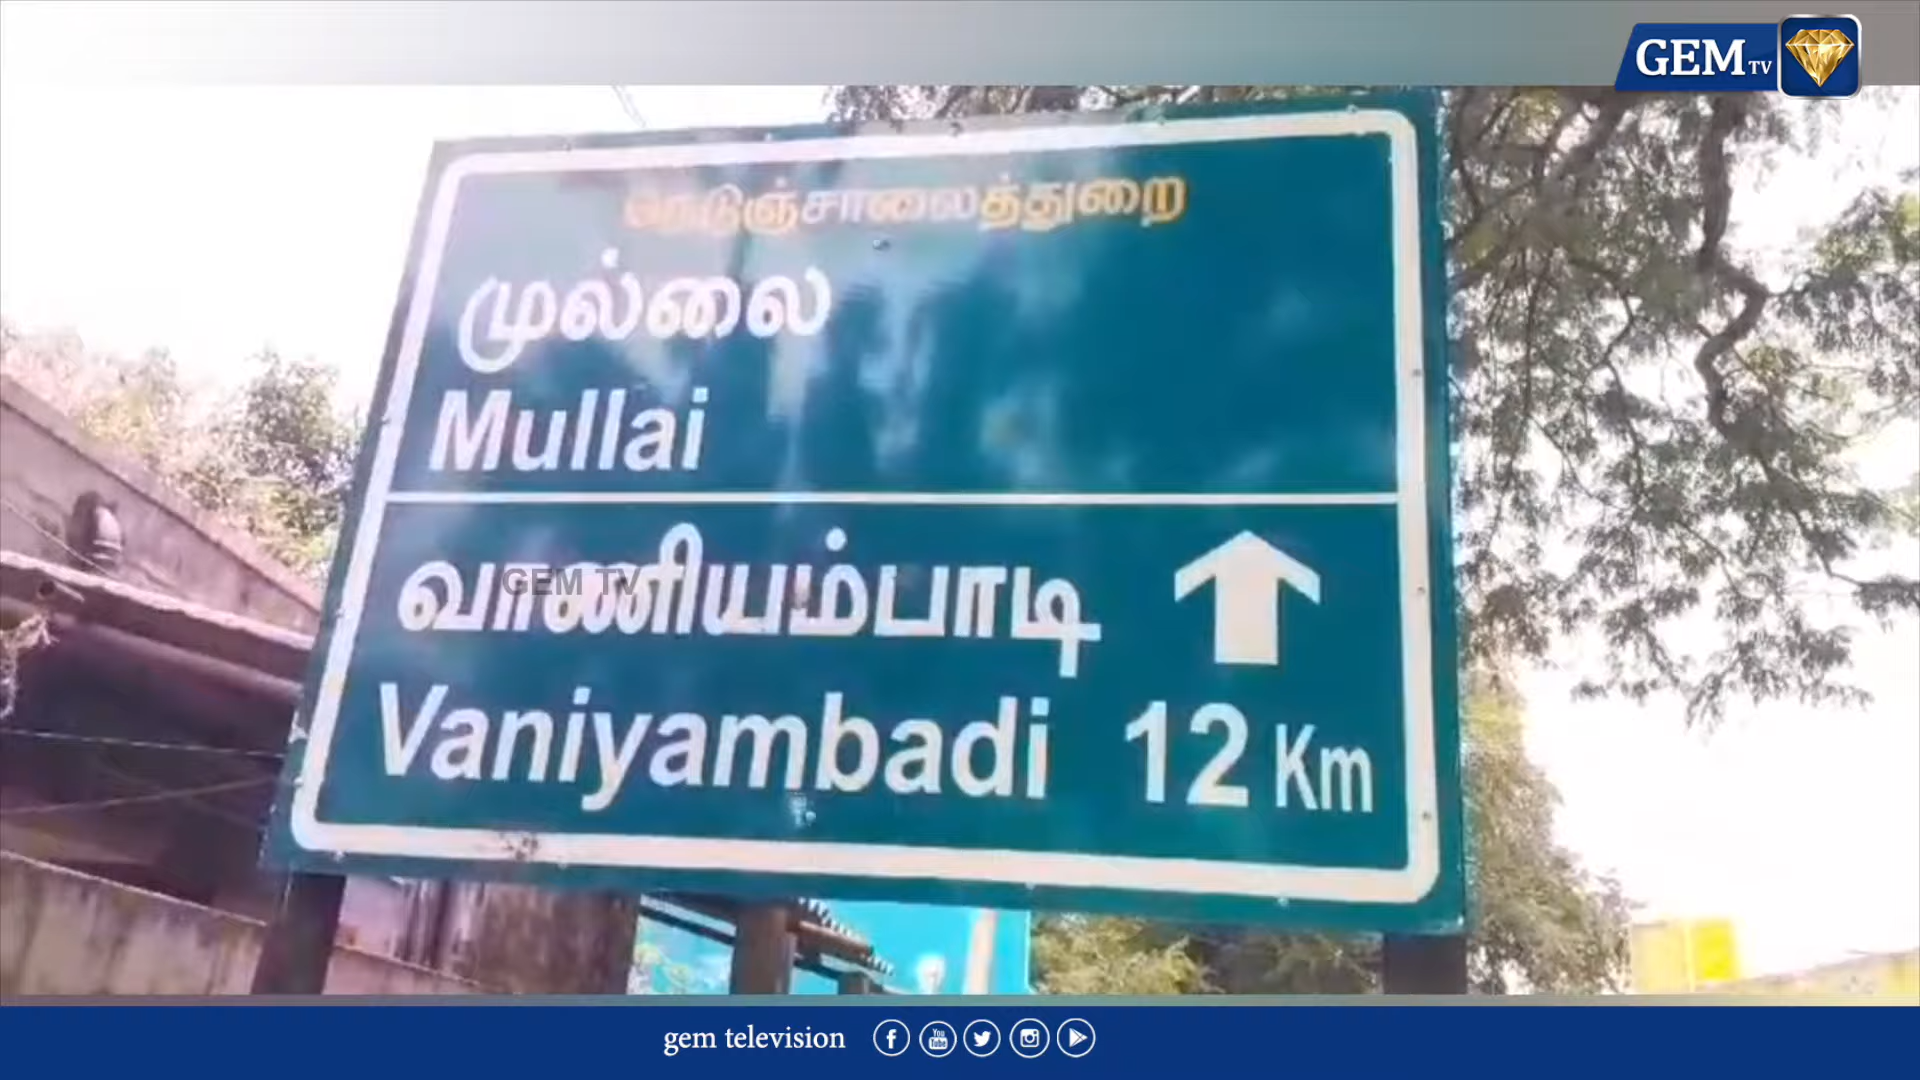 GEM TV
நெடுஞ்சாலைத்துறை
முல்லை
Mullai
வாணியம்பாடி
GEM TV
Vaniyambadi 12 Km
gem television